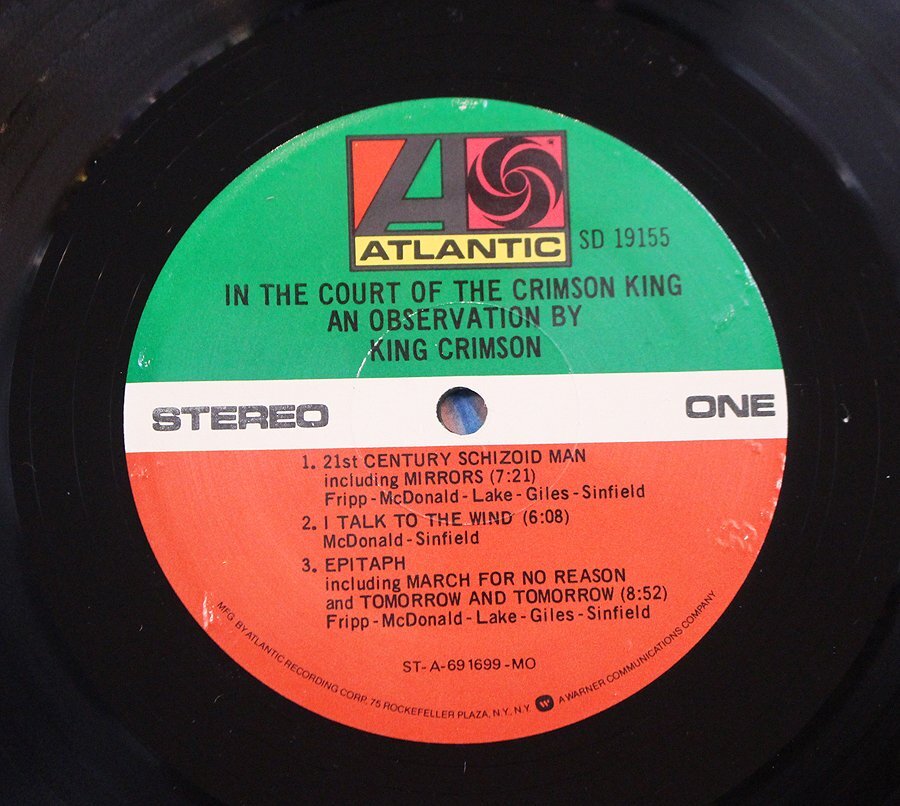 ATLANTIC
SD 19155
IN THE COURT OF THE CRIMSON KING
AN OBSERVATION BY
KING CRIMSON
STEREO
ONE
1. 21st CENTURY SCHIZOID MAN
including MIRRORS (7:21)
Fripp-McDonald-Lake-Giles-Sinfield
2. I TALK TO THE WIND (6:08)
McDonald-Sinfield
3. EPITAPH
including MARCH FOR NO REASON
and TOMORROW AND TOMORROW (8:52)
Fripp-McDonald-Lake-Giles-Sinfield
ST-A-691699-MO
MFG. BY ATLANTIC RECORDING CORP. 75 ROCKEFELLER PLAZA, N.Y. N.Y. A WARNER COMMUNICATIONS COMPANY